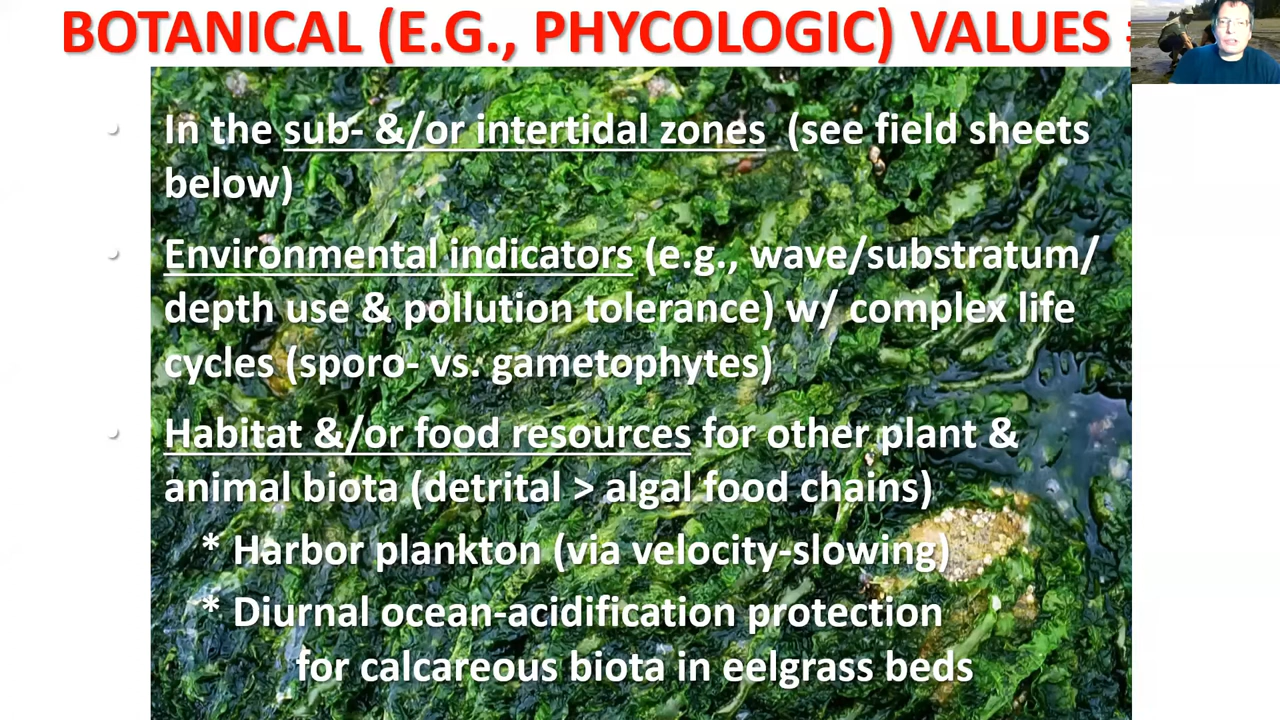 BOTANICAL (E.G., PHYCOLOGIC) VALUES
• In the sub- &/or intertidal zones (see field sheets
below)
• Environmental indicators (e.g., wave/substratum/
depth use & pollution tolerance) w/ complex life
cycles (sporo- vs. gametophytes)
• Habitat &/or food resources for other plant &
animal biota (detrital > algal food chains)
* Harbor plankton (via velocity-slowing)
* Diurnal ocean-acidification protection
for calcareous biota in eelgrass beds